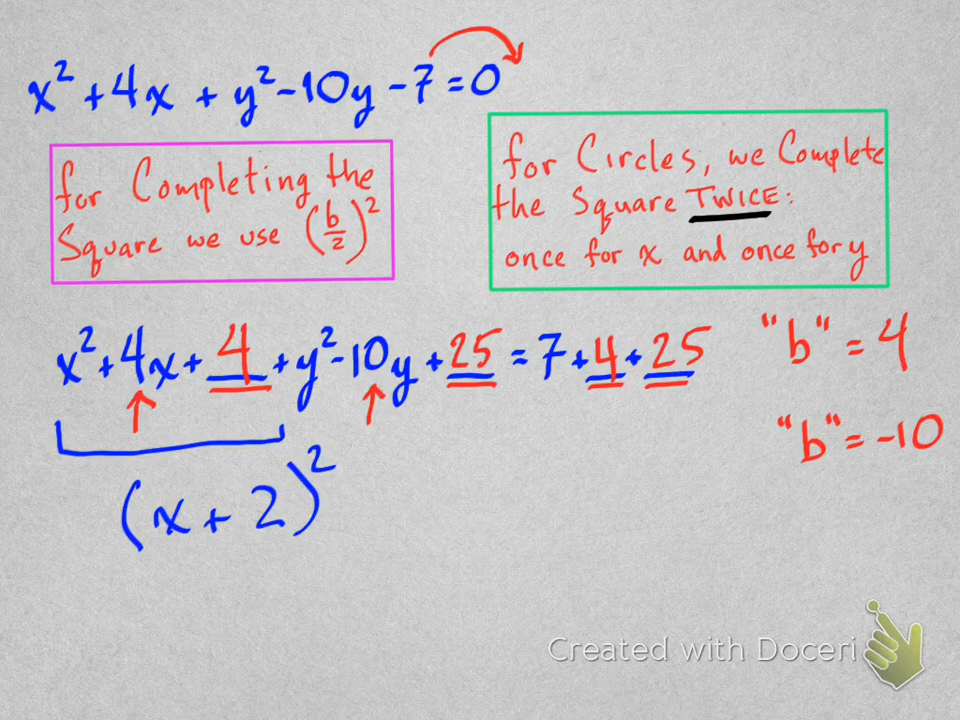 x² + 4x + y² - 10y - 7 = 0
for Completing the
Square we use (b/2)²
for Circles, we Complete
the Square TWICE:
once for x and once for y
x² + 4x + 4 + y² - 10y + 25 = 7 + 4 + 25
"b" = 4
"b" = -10
(x + 2)²
Created with Doceri